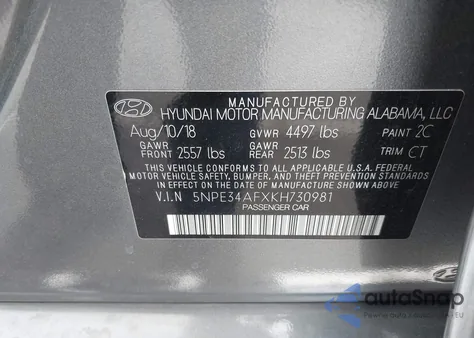 MANUFACTURED BY
HYUNDAI MOTOR MANUFACTURING ALABAMA, LLC
Aug/10/18 GVWR 4497 lbs PAINT 2C
GAWR FRONT 2557 lbs GAWR REAR 2513 lbs TRIM CT
THIS VEHICLE CONFORMS TO ALL APPLICABLE U.S.A FEDERAL
MOTOR VEHICLE SAFETY, BUMPER, AND THEFT PREVENTION STANDARDS
IN EFFECT ON THE DATE OF MANUFACTURE SHOWN ABOVE.
V.I.N 5NPE34AFXKH730981
PASSENGER CAR
autoSnap